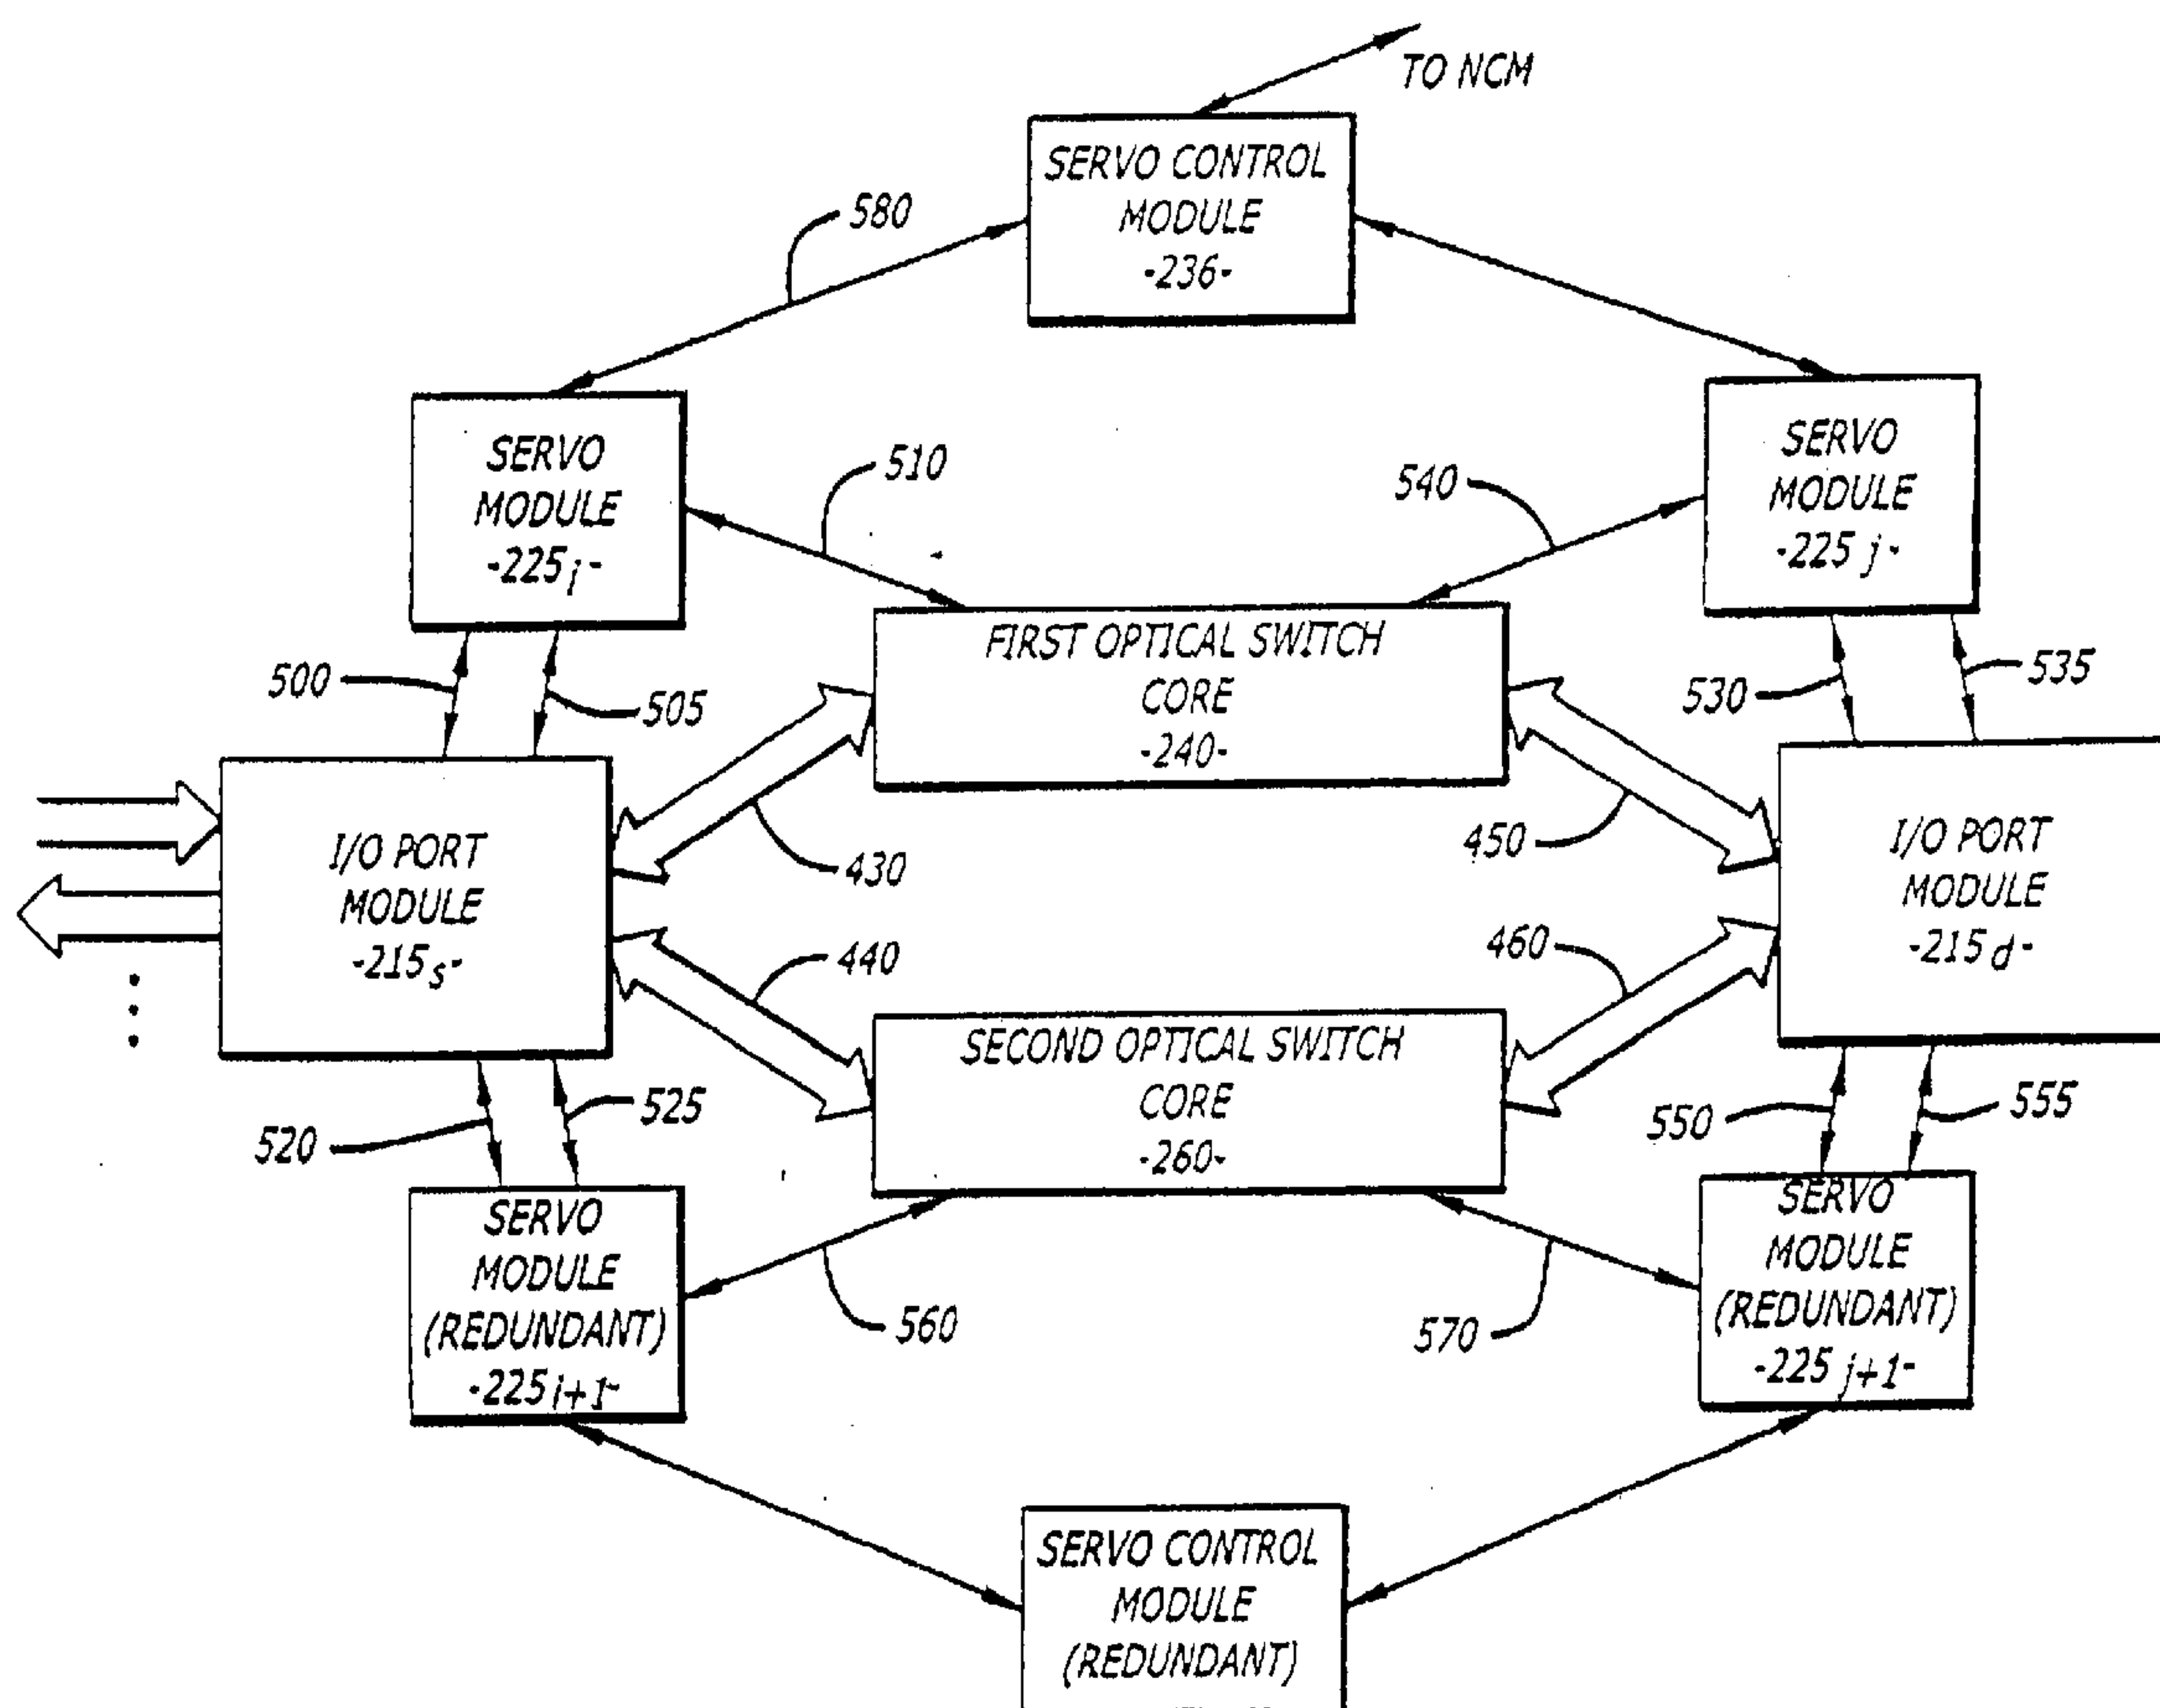 TO NCM
SERVO CONTROL
MODULE
-236-
580
SERVO
MODULE
-225i-
510
540
SERVO
MODULE
-225j-
500
505
FIRST OPTICAL SWITCH
CORE
-240-
530
535
I/O PORT
MODULE
-215s-
430
450
I/O PORT
MODULE
-215d-
440
460
SECOND OPTICAL SWITCH
CORE
-260-
520
525
550
555
SERVO
MODULE
(REDUNDANT)
-225i+1-
560
570
SERVO
MODULE
(REDUNDANT)
-225j+1-
SERVO CONTROL
MODULE
(REDUNDANT)